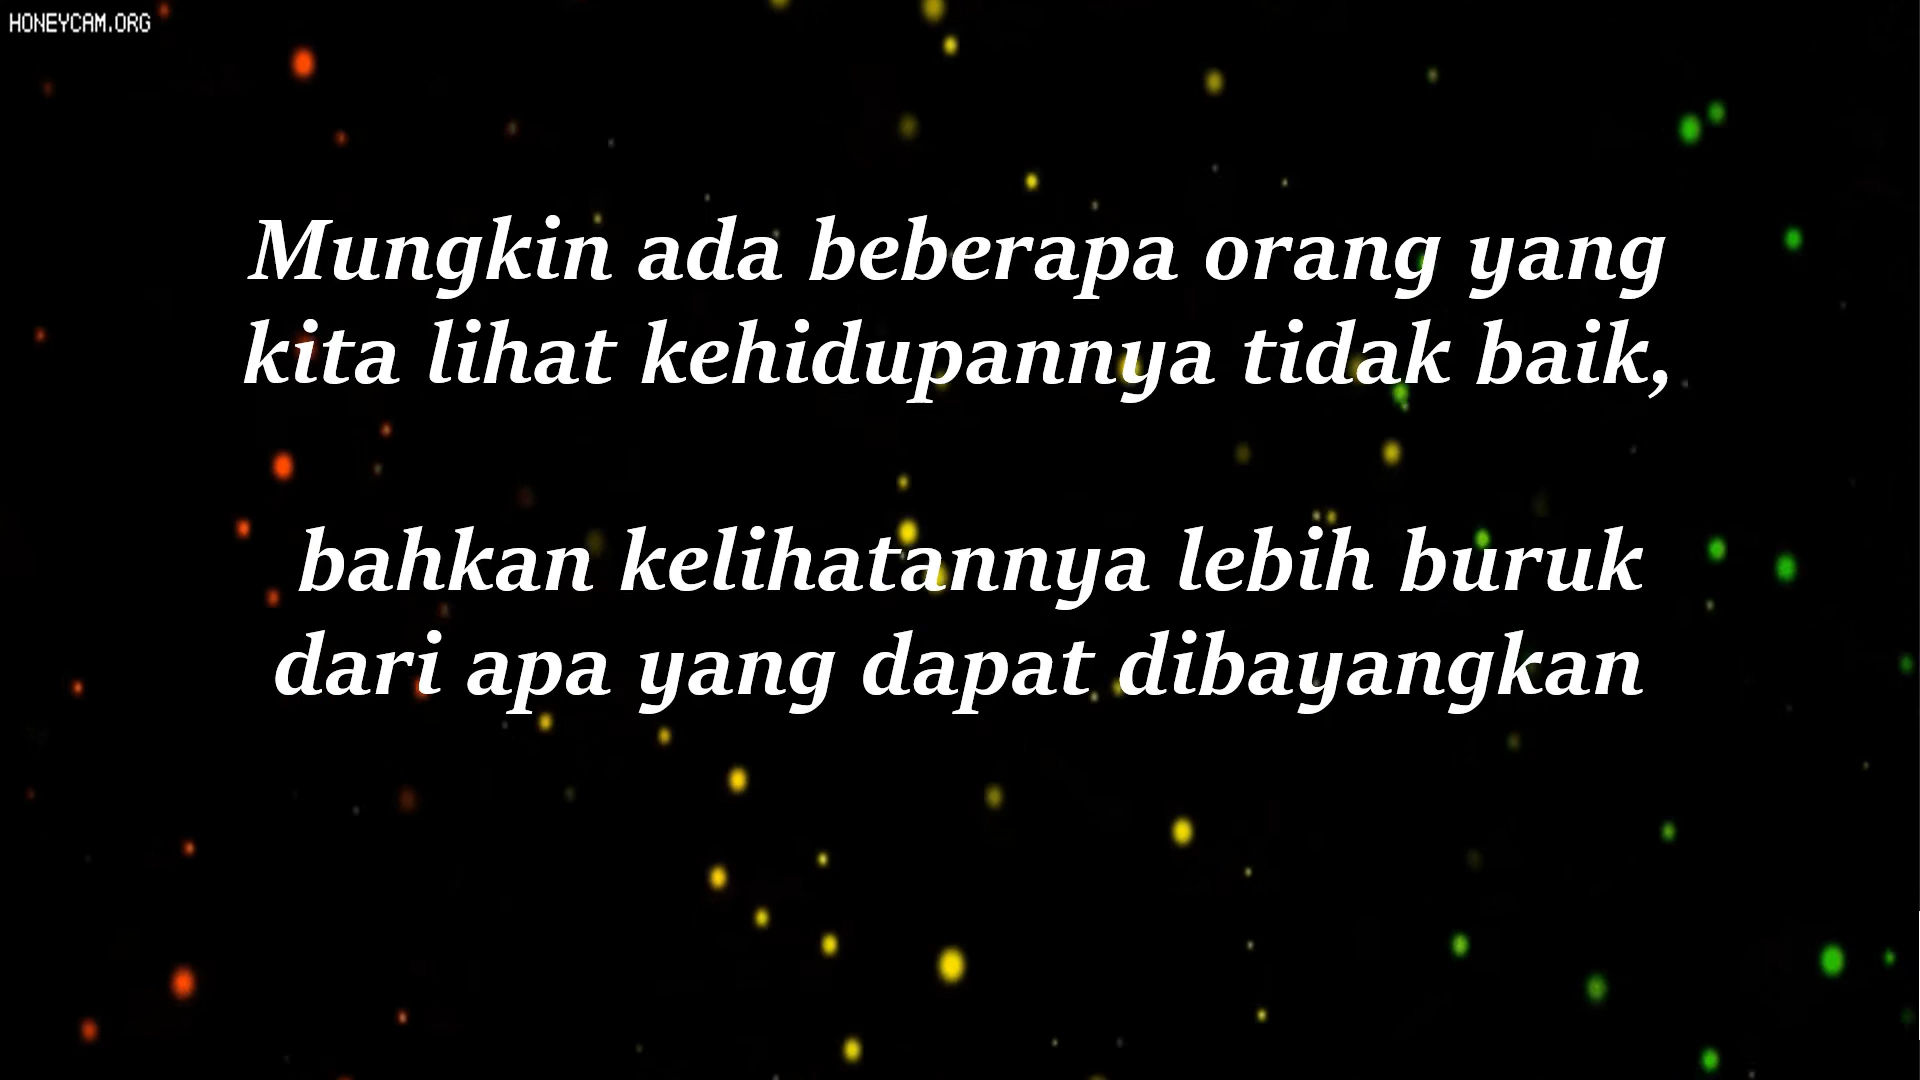 HONEYCAM.ORG
Mungkin ada beberapa orang yang
kita lihat kehidupannya tidak baik,
bahkan kelihatannya lebih buruk
dari apa yang dapat dibayangkan